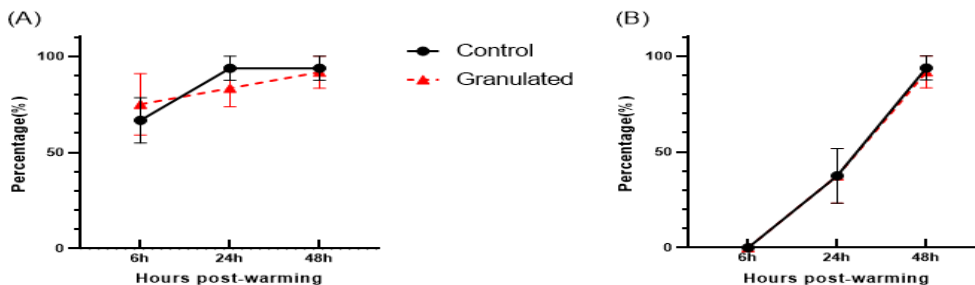 (A)
Percentage(%)
100
50
0
6h 24h 48h
Hours post-warming
Control
Granulated
(B)
Percentage(%)
100
50
0
6h 24h 48h
Hours post-warming